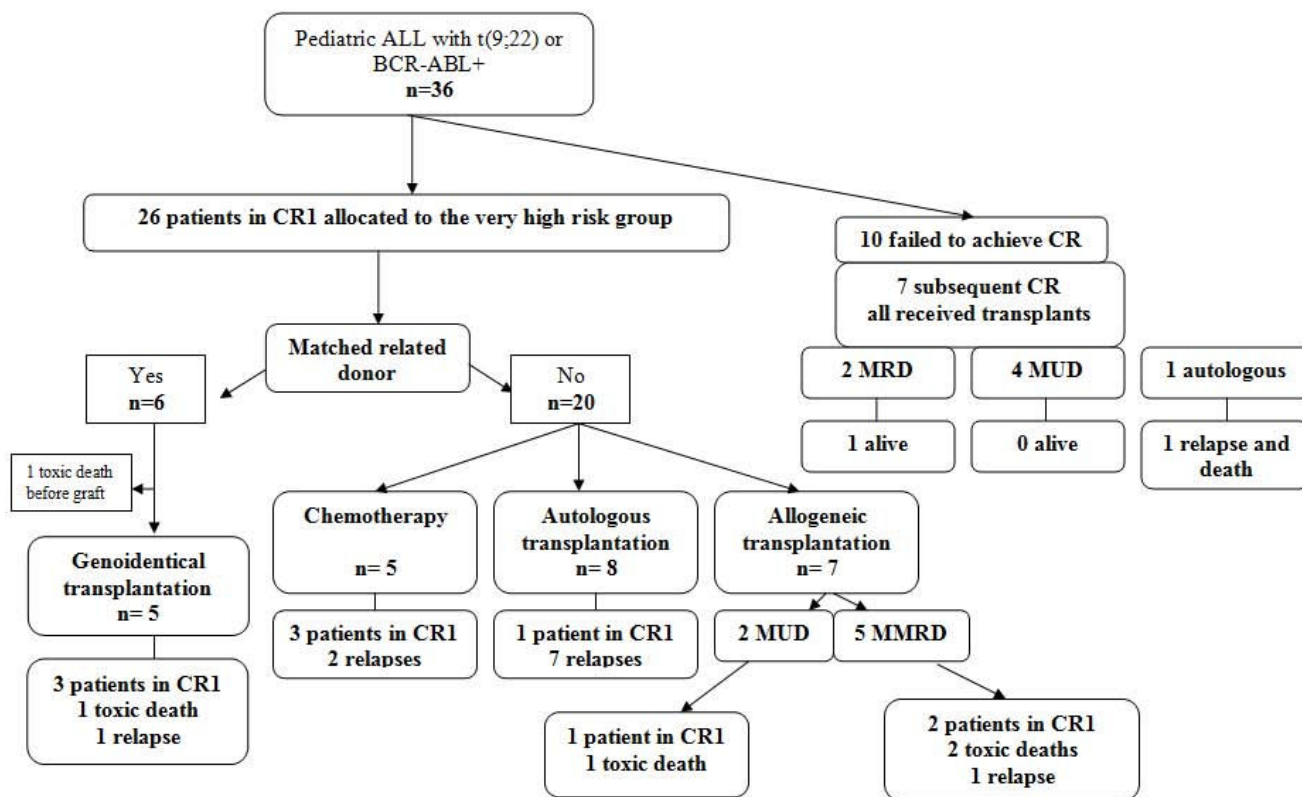 Pediatric ALL with t(9;22) or
BCR-ABL+
n=36
26 patients in CR1 allocated to the very high risk group
10 failed to achieve CR
7 subsequent CR
all received transplants
Matched related
donor
Yes
n=6
No
n=20
2 MRD
4 MUD
1 autologous
1 alive
0 alive
1 relapse and
death
1 toxic death
before graft
Genoidentical
transplantation
n= 5
Chemotherapy
n= 5
Autologous
transplantation
n= 8
Allogeneic
transplantation
n= 7
3 patients in CR1
2 relapses
1 patient in CR1
7 relapses
2 MUD
5 MMRD
3 patients in CR1
1 toxic death
1 relapse
1 patient in CR1
1 toxic death
2 patients in CR1
2 toxic deaths
1 relapse